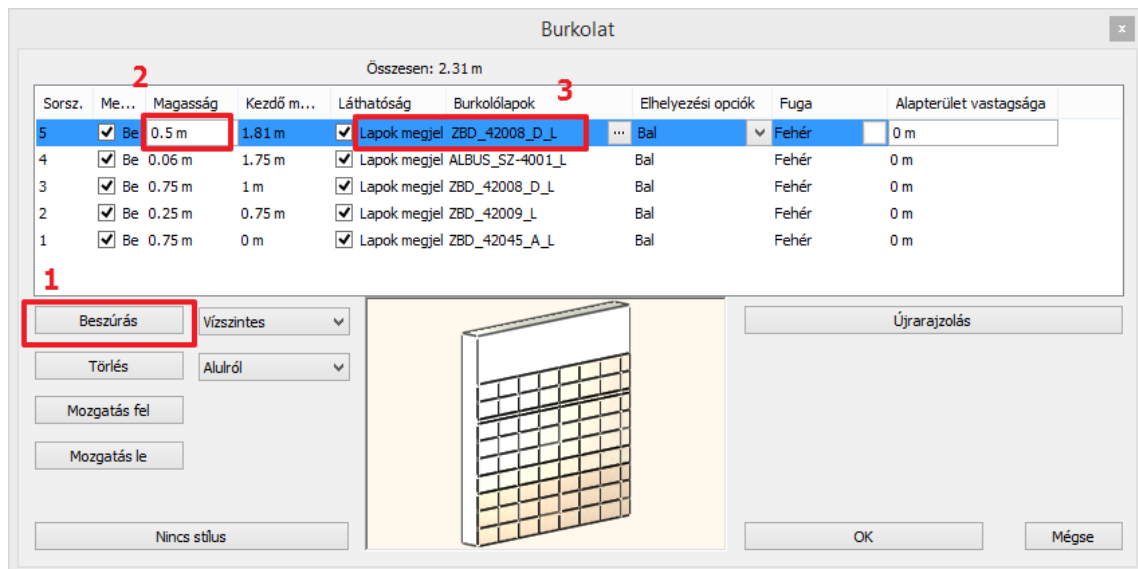 Burkolat
x
Összesen: 2.31 m
2
3
Sorsz. Me... Magasság Kezdő m... Láthatóság Burkolólapok Elhelyezési opciók Fuga Alapterület vastagsága
5 Be 0.5 m 1.81 m Lapok megjel ZBD_42008_D_L ... Bal Fehér 0 m
4 Be 0.06 m 1.75 m Lapok megjel ALBUS_SZ-4001_L Bal Fehér 0 m
3 Be 0.75 m 1 m Lapok megjel ZBD_42008_D_L Bal Fehér 0 m
2 Be 0.25 m 0.75 m Lapok megjel ZBD_42009_L Bal Fehér 0 m
1 Be 0.75 m 0 m Lapok megjel ZBD_42045_A_L Bal Fehér 0 m
1
Beszúrás Vízszintes Újrarajzolás
Törlés Alulról
Mozgatás fel
Mozgatás le
Nincs stílus OK Mégse